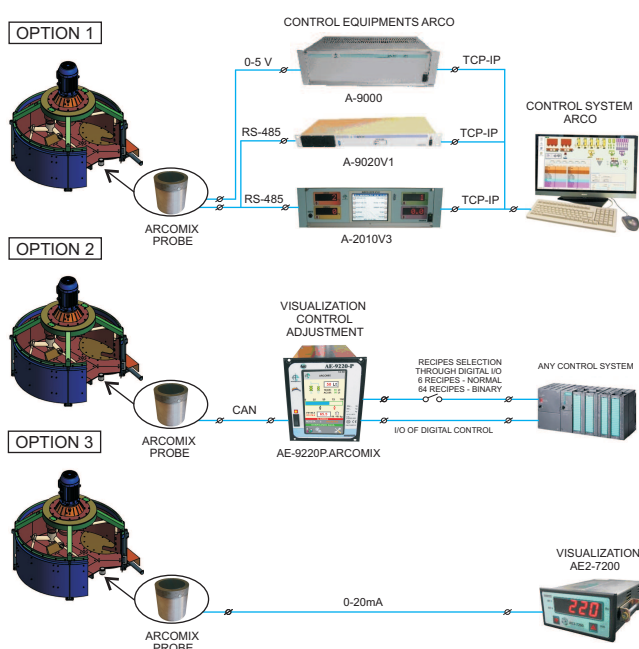 OPTION 1
CONTROL EQUIPMENTS ARCO
0-5 V
TCP-IP
A-9000
RS-485
TCP-IP
A-9020V1
RS-485
TCP-IP
A-2010V3
CONTROL SYSTEM
ARCO
ARCOMIX
PROBE
OPTION 2
VISUALIZATION
CONTROL
ADJUSTMENT
AE-9220-P
RECIPES SELECTION
THROUGH DIGITAL I/O
6 RECIPES - NORMAL
64 RECIPES - BINARY
ANY CONTROL SYSTEM
CAN
I/O OF DIGITAL CONTROL
ARCOMIX
PROBE
AE-9220P.ARCOMIX
OPTION 3
VISUALIZATION
AE2-7200
0-20mA
220
ARCOMIX
PROBE